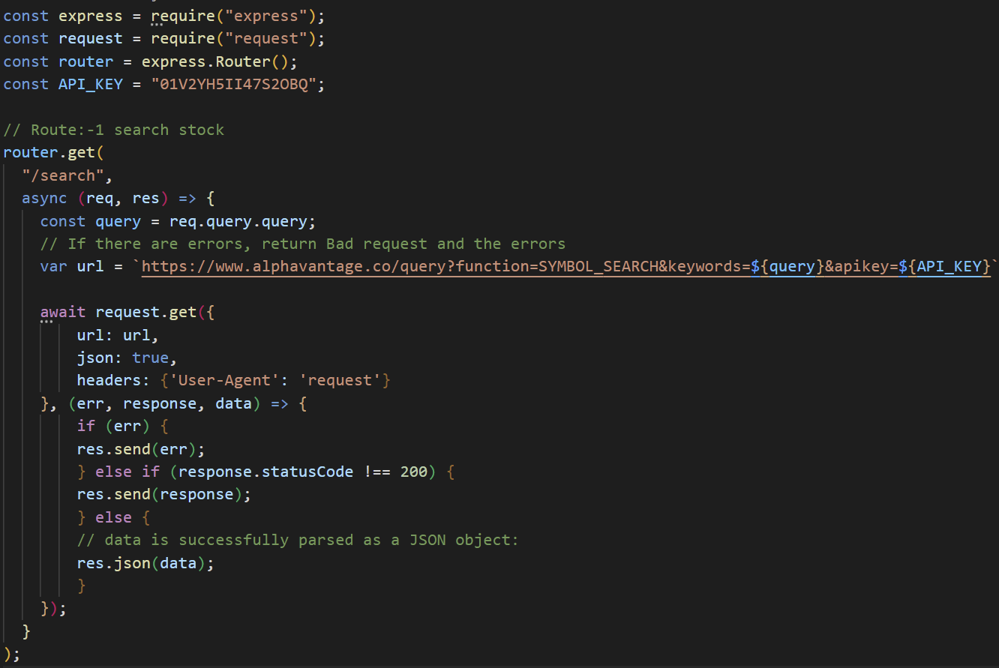 const express = require("express");
const request = require("request");
const router = express.Router();
const API_KEY = "01V2YH5II47S2OBQ";
// Route:-1 search stock
router.get(
"/search",
async (req, res) => {
const query = req.query.query;
// If there are errors, return Bad request and the errors
var url = `https://www.alphavantage.co/query?function=SYMBOL_SEARCH&keywords=${query}&apikey=${API_KEY}`
await request.get({
url: url,
json: true,
headers: {'User-Agent': 'request'}
}, (err, response, data) => {
if (err) {
res.send(err);
} else if (response.statusCode !== 200) {
res.send(response);
} else {
// data is successfully parsed as a JSON object:
res.json(data);
}
});
}
);